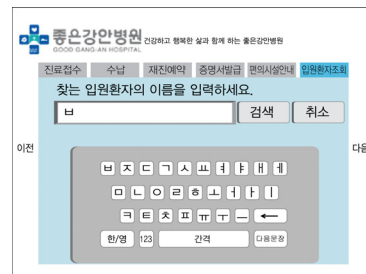 좋은강안병원 건강하고 행복한 삶과 함께 하는 좋은강안병원
GOOD GANG-AN HOSPITAL
진료접수 수납 재진예약 증명서발급 편의시설안내 입원환자조회
찾는 입원환자의 이름을 입력하세요.
ㅂ 검색 취소
이전 다음
ㅂ ㅈ ㄷ ㄱ ㅅ ㅛ ㅕ ㅑ ㅐ ㅔ
ㅁ ㄴ ㅇ ㄹ ㅎ ㅗ ㅓ ㅏ ㅣ
ㅋ ㅌ ㅊ ㅍ ㅠ ㅜ ㅡ ←
한/영 123 간격 다음문장